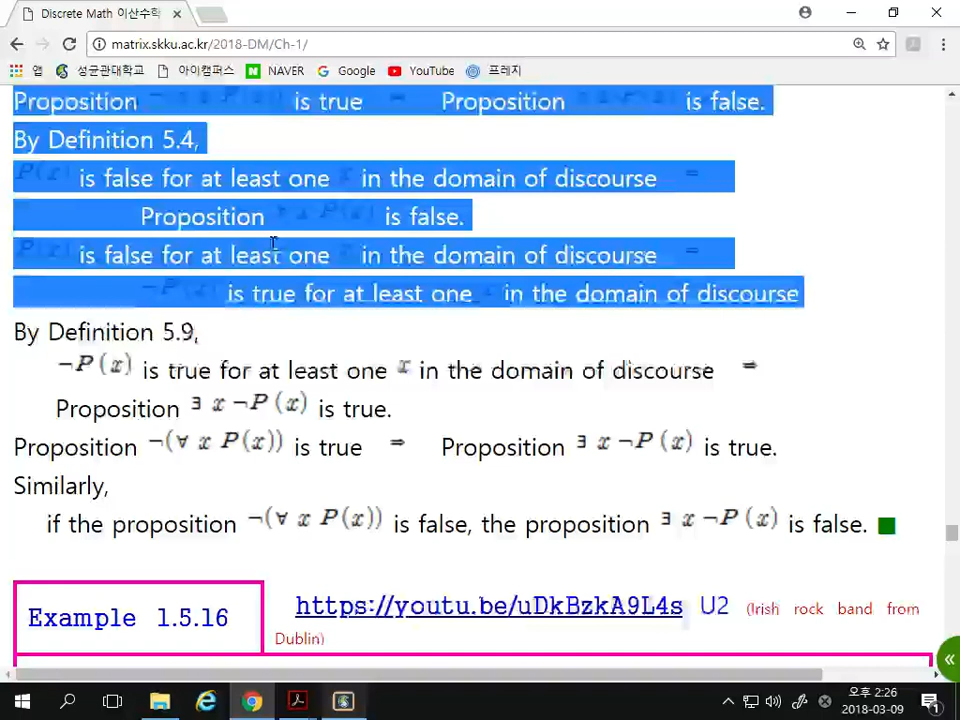 Discrete Math 이산수학
matrix.skku.ac.kr/2018-DM/Ch-1/
앱 성균관대학교 아이캠퍼스 NAVER Google YouTube 프레지
Proposition is true Proposition is false.
By Definition 5.4,
P(x) is false for at least one x in the domain of discourse ≡
Proposition ∀ x P(x) is false.
P(x) is false for at least one x in the domain of discourse ≡
¬P(x) is true for at least one x in the domain of discourse
By Definition 5.9,
¬P(x) is true for at least one x in the domain of discourse ⇒
Proposition ∃ x ¬P(x) is true.
Proposition ¬(∀ x P(x)) is true ⇒ Proposition ∃ x ¬P(x) is true.
Similarly,
if the proposition ¬(∀ x P(x)) is false, the proposition ∃ x ¬P(x) is false.
Example 1.5.16 https://youtu.be/uDkBzkA9L4s U2 (Irish rock band from
Dublin)
오후 2:26
2018-03-09